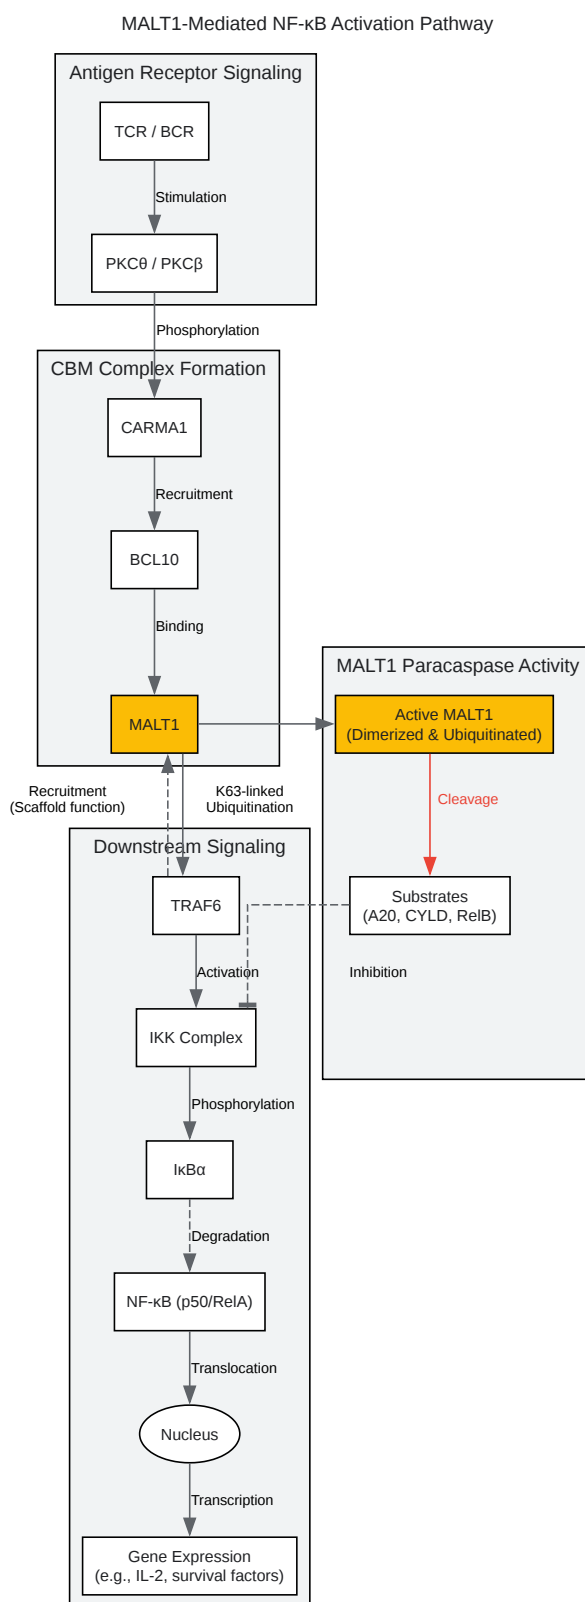 MALT1-Mediated NF-κB Activation Pathway
Antigen Receptor Signaling
TCR / BCR
Stimulation
PKCθ / PKCβ
Phosphorylation
CBM Complex Formation
CARMA1
Recruitment
BCL10
Binding
MALT1
MALT1 Paracaspase Activity
Active MALT1
(Dimerized & Ubiquitinated)
Cleavage
Substrates
(A20, CYLD, RelB)
Inhibition
Recruitment
(Scaffold function)
K63-linked
Ubiquitination
Downstream Signaling
TRAF6
Activation
IKK Complex
Phosphorylation
IκBα
Degradation
NF-κB (p50/RelA)
Translocation
Nucleus
Transcription
Gene Expression
(e.g., IL-2, survival factors)